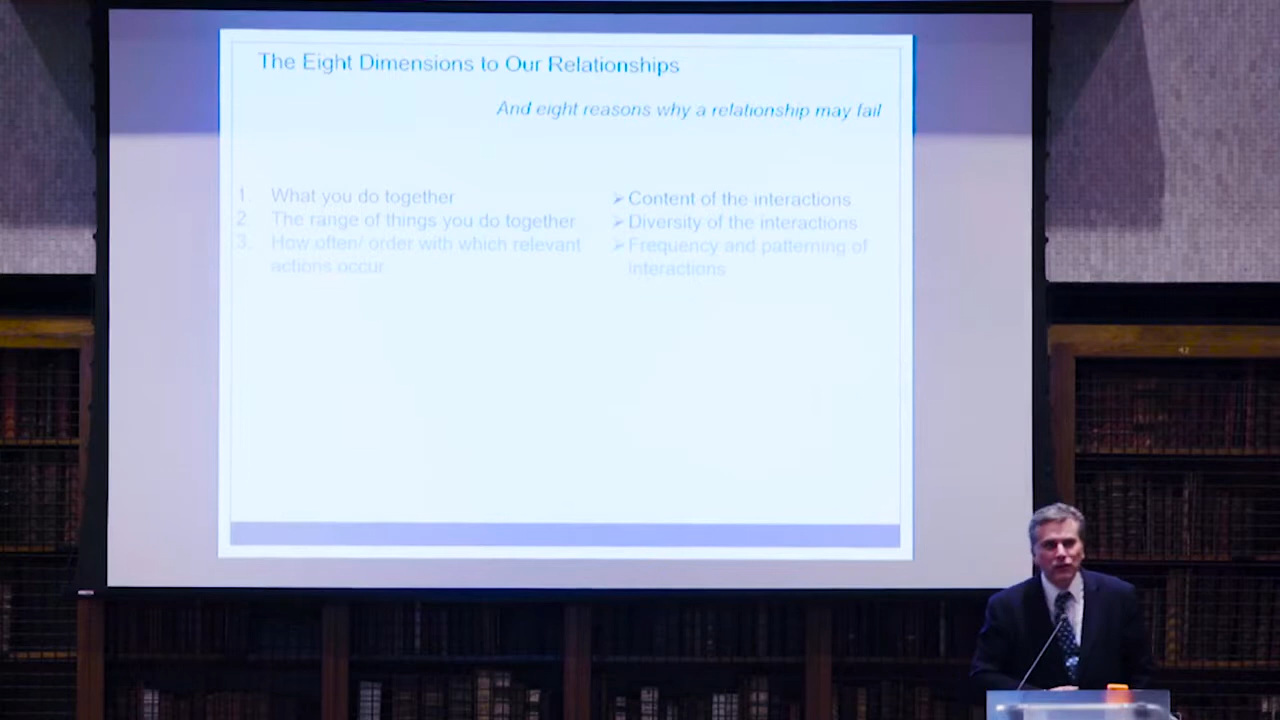 The Eight Dimensions to Our Relationships
And eight reasons why a relationship may fail
1. What you do together
2. The range of things you do together
3. How often/ order with which relevant
actions occur
➢ Content of the interactions
➢ Diversity of the interactions
➢ Frequency and patterning of
interactions
42